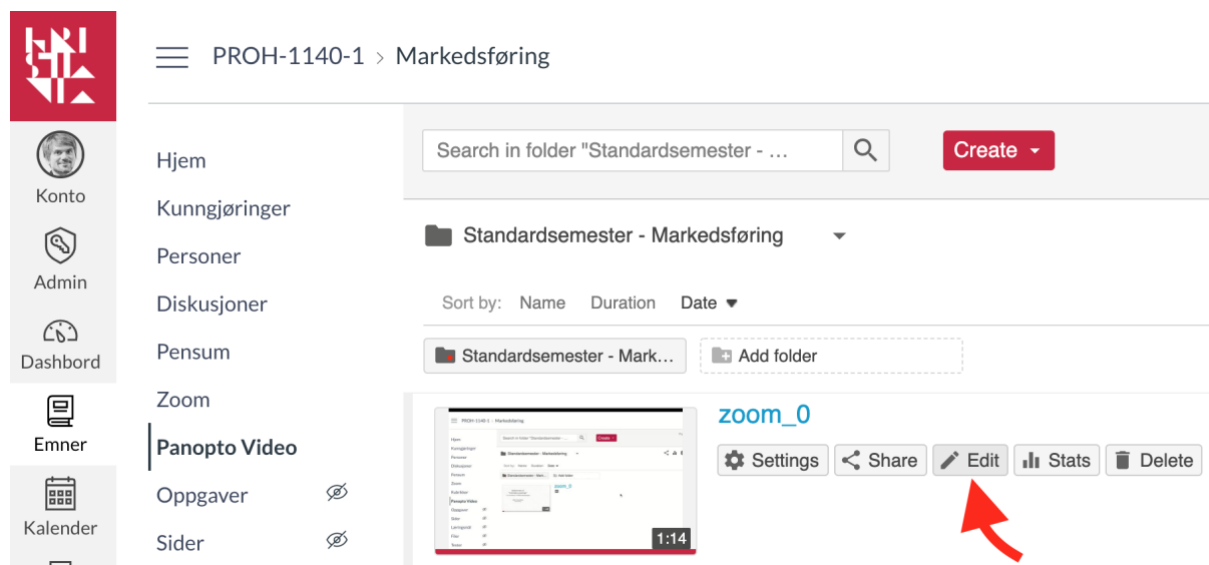 PROH-1140-1 > Markedsføring
Konto
Admin
Dashbord
Emner
Kalender
Hjem
Kunngjøringer
Personer
Diskusjoner
Pensum
Zoom
Panopto Video
Oppgaver
Sider
Search in folder "Standardsemester - ...
Create
Standardsemester - Markedsføring
Sort by: Name Duration Date
Standardsemester - Mark...
Add folder
zoom_0
Settings Share Edit Stats Delete
1:14